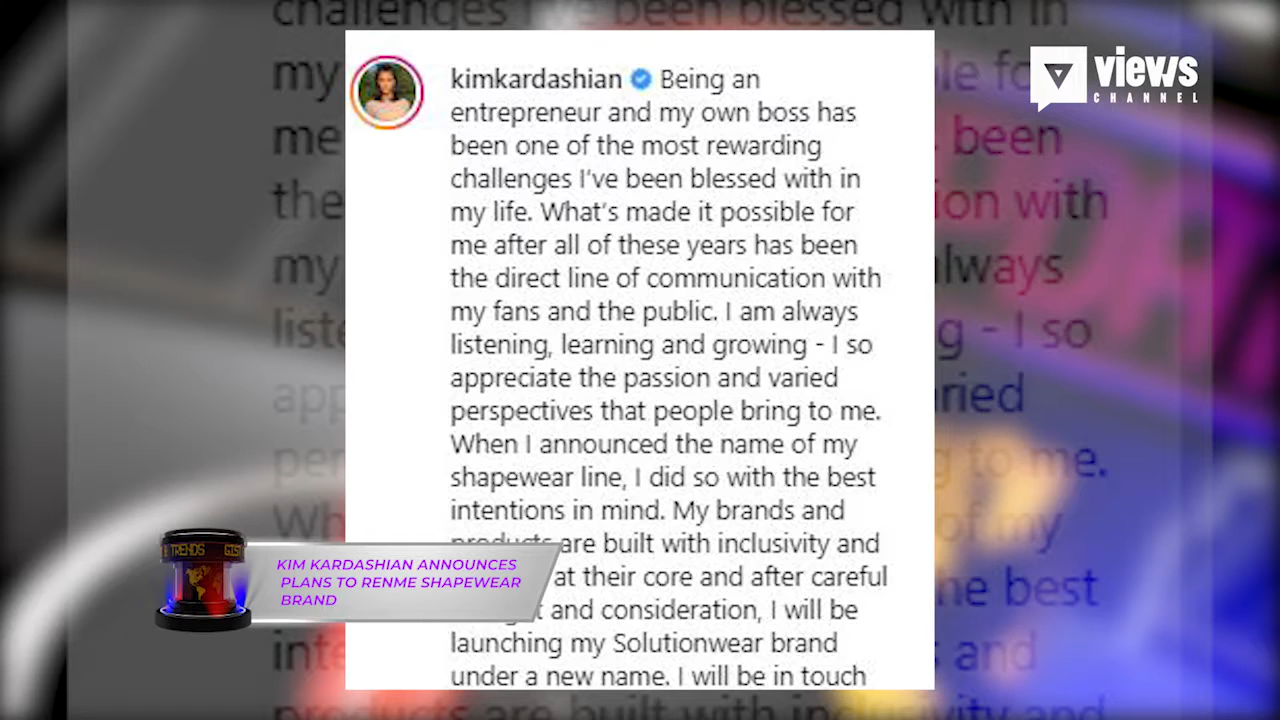 views
CHANNEL
kimkardashian Being an
entrepreneur and my own boss has
been one of the most rewarding
challenges I've been blessed with in
my life. What's made it possible for
me after all of these years has been
the direct line of communication with
my fans and the public. I am always
listening, learning and growing - I so
appreciate the passion and varied
perspectives that people bring to me.
When I announced the name of my
shapewear line, I did so with the best
intentions in mind. My brands and
products are built with inclusivity and
at their core and after careful
and consideration, I will be
launching my Solutionwear brand
under a new name. I will be in touch
TRENDS GIST
KIM KARDASHIAN ANNOUNCES
PLANS TO RENME SHAPEWEAR
BRAND